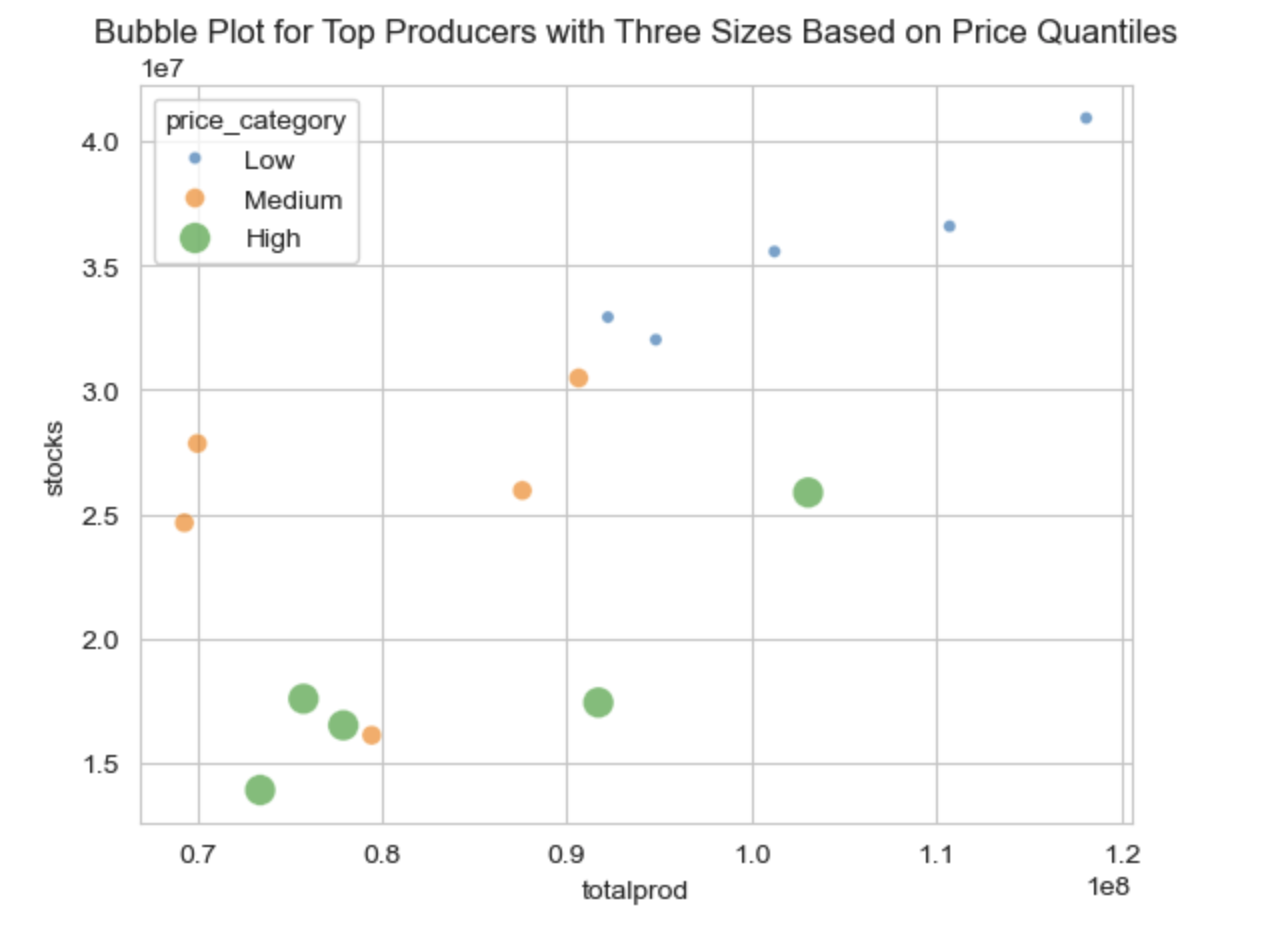 Bubble Plot for Top Producers with Three Sizes Based on Price Quantiles
1e7
price_category
Low
Medium
High
4.0
3.5
3.0
2.5
2.0
1.5
stocks
0.7 0.8 0.9 1.0 1.1 1.2
1e8
totalprod